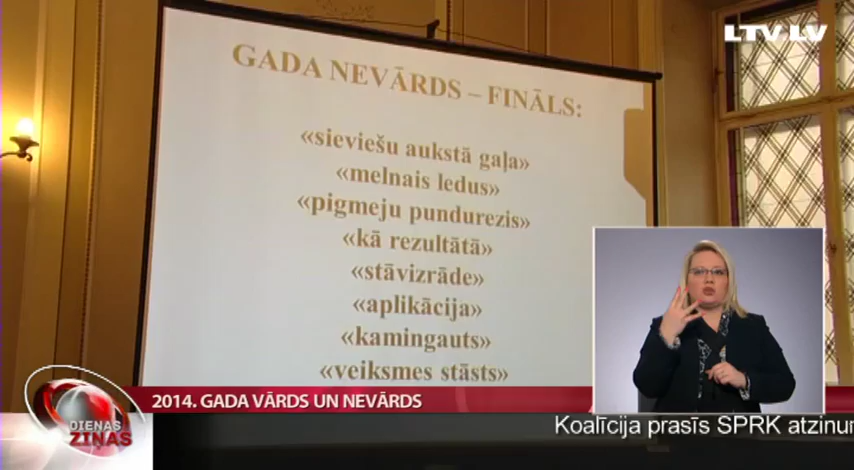 LTV.LV
GADA NEVĀRDS – FINĀLS:
«sieviešu aukstā gaļa»
«melnais ledus»
«pigmeju pundurezis»
«kā rezultātā»
«stāvizrāde»
«aplikācija»
«kamingauts»
«veiksmes stāsts»
2014. GADA VĀRDS UN NEVĀRDS
DIENAS
ZIŅAS
Koalīcija prasīs SPRK atzinum